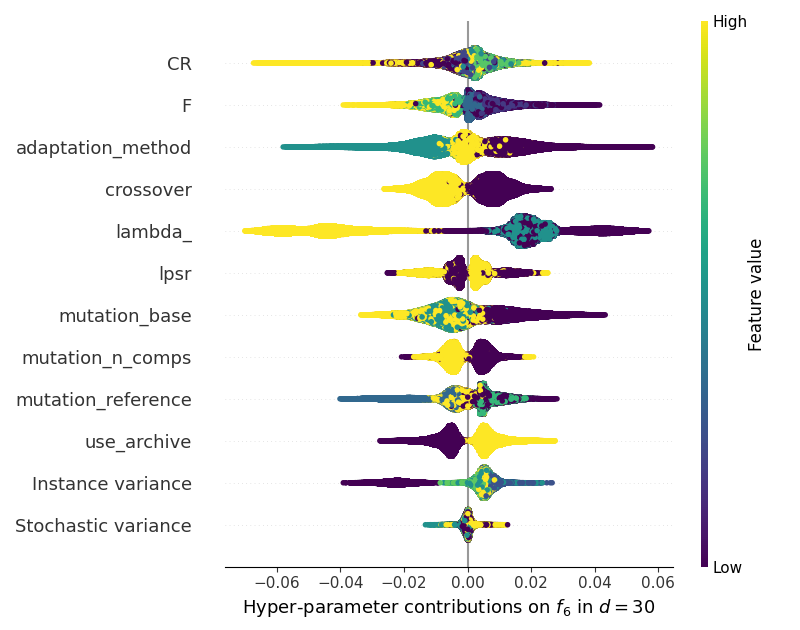 High
CR
F
adaptation_method
crossover
lambda_
lpsr
mutation_base
mutation_n_comps
mutation_reference
use_archive
Instance variance
Stochastic variance
Feature value
Low
−0.06 −0.04 −0.02 0.00 0.02 0.04 0.06
Hyper-parameter contributions on f₆ in d = 30